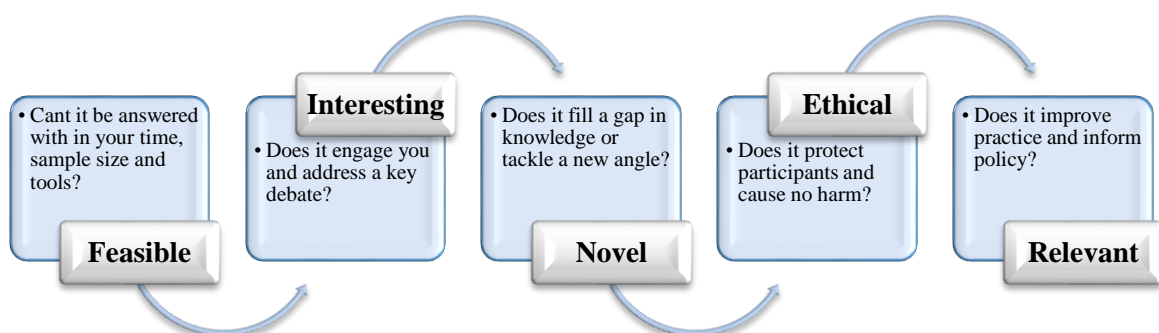 • Cant it be answered
with in your time,
sample size and
tools?
Feasible
Interesting
• Does it engage you
and address a key
debate?
• Does it fill a gap in
knowledge or
tackle a new angle?
Novel
Ethical
• Does it protect
participants and
cause no harm?
• Does it improve
practice and inform
policy?
Relevant